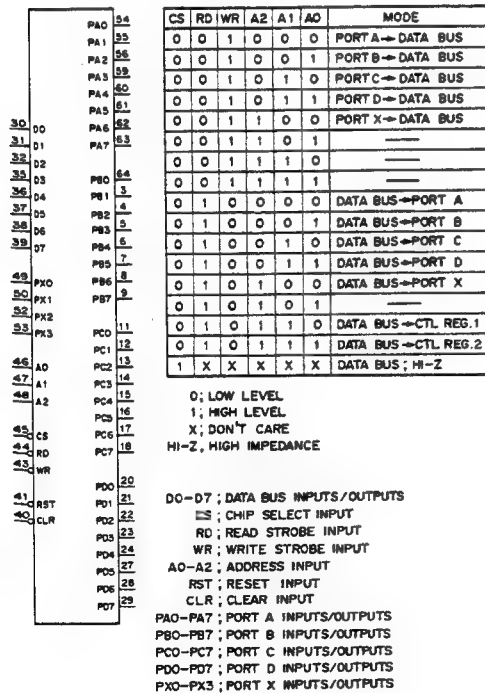 30 D0
31 D1
32 D2
35 D3
36 D4
37 D5
38 D6
39 D7
49 PX0
50 PX1
52 PX2
53 PX3
46 A0
47 A1
48 A2
45 CS
44 RD
43 WR
41 RST
40 CLR
PA0 54
PA1 55
PA2 56
PA3 59
PA4 60
PA5 61
PA6 62
PA7 63
PB0 64
PB1 3
PB2 4
PB3 5
PB4 6
PB5 7
PB6 8
PB7 9
PC0 11
PC1 12
PC2 13
PC3 14
PC4 15
PC5 16
PC6 17
PC7 18
PD0 20
PD1 21
PD2 22
PD3 23
PD4 24
PD5 27
PD6 28
PD7 29
CS RD WR A2 A1 A0 MODE
0 0 1 0 0 0 PORT A→DATA BUS
0 0 1 0 0 1 PORT B→DATA BUS
0 0 1 0 1 0 PORT C→DATA BUS
0 0 1 0 1 1 PORT D→DATA BUS
0 0 1 1 0 0 PORT X→DATA BUS
0 0 1 1 0 1 —
0 0 1 1 1 0 —
0 0 1 1 1 1 —
0 1 0 0 0 0 DATA BUS→PORT A
0 1 0 0 0 1 DATA BUS→PORT B
0 1 0 0 1 0 DATA BUS→PORT C
0 1 0 0 1 1 DATA BUS→PORT D
0 1 0 1 0 0 DATA BUS→PORT X
0 1 0 1 0 1 —
0 1 0 1 1 0 DATA BUS→CTL REG.1
0 1 0 1 1 1 DATA BUS→CTL REG.2
1 X X X X X DATA BUS; HI-Z
0; LOW LEVEL
1; HIGH LEVEL
X; DON'T CARE
HI-Z, HIGH IMPEDANCE
D0-D7; DATA BUS INPUTS/OUTPUTS
CS; CHIP SELECT INPUT
RD; READ STROBE INPUT
WR; WRITE STROBE INPUT
A0-A2; ADDRESS INPUT
RST; RESET INPUT
CLR; CLEAR INPUT
PA0-PA7; PORT A INPUTS/OUTPUTS
PB0-PB7; PORT B INPUTS/OUTPUTS
PC0-PC7; PORT C INPUTS/OUTPUTS
PD0-PD7; PORT D INPUTS/OUTPUTS
PX0-PX3; PORT X INPUTS/OUTPUTS